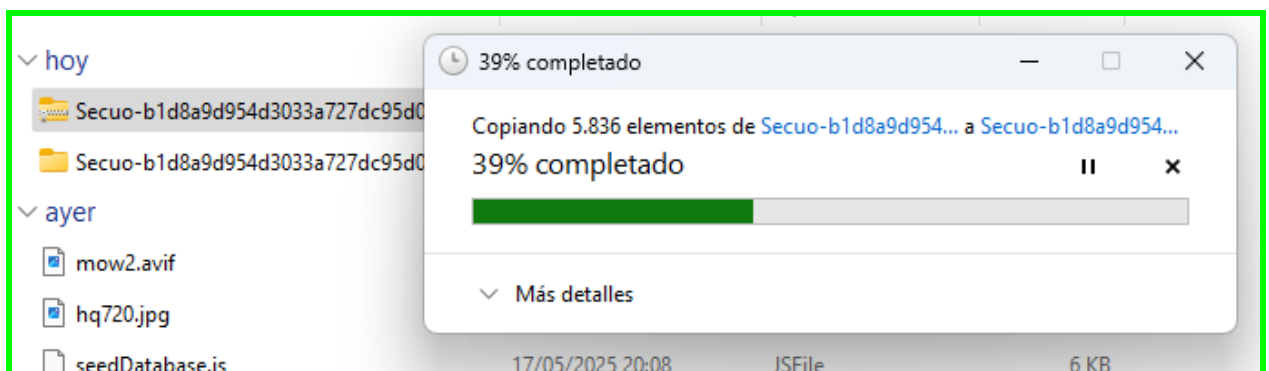 hoy
39% completado
Secuo-b1d8a9d954d3033a727dc95d0
Copiando 5.836 elementos de Secuo-b1d8a9d954... a Secuo-b1d8a9d954...
Secuo-b1d8a9d954d3033a727dc95d0
39% completado
ayer
mow2.avif
Más detalles
hq720.jpg
seedDatabase.js 17/05/2025 20:08 JSFile 6 KB